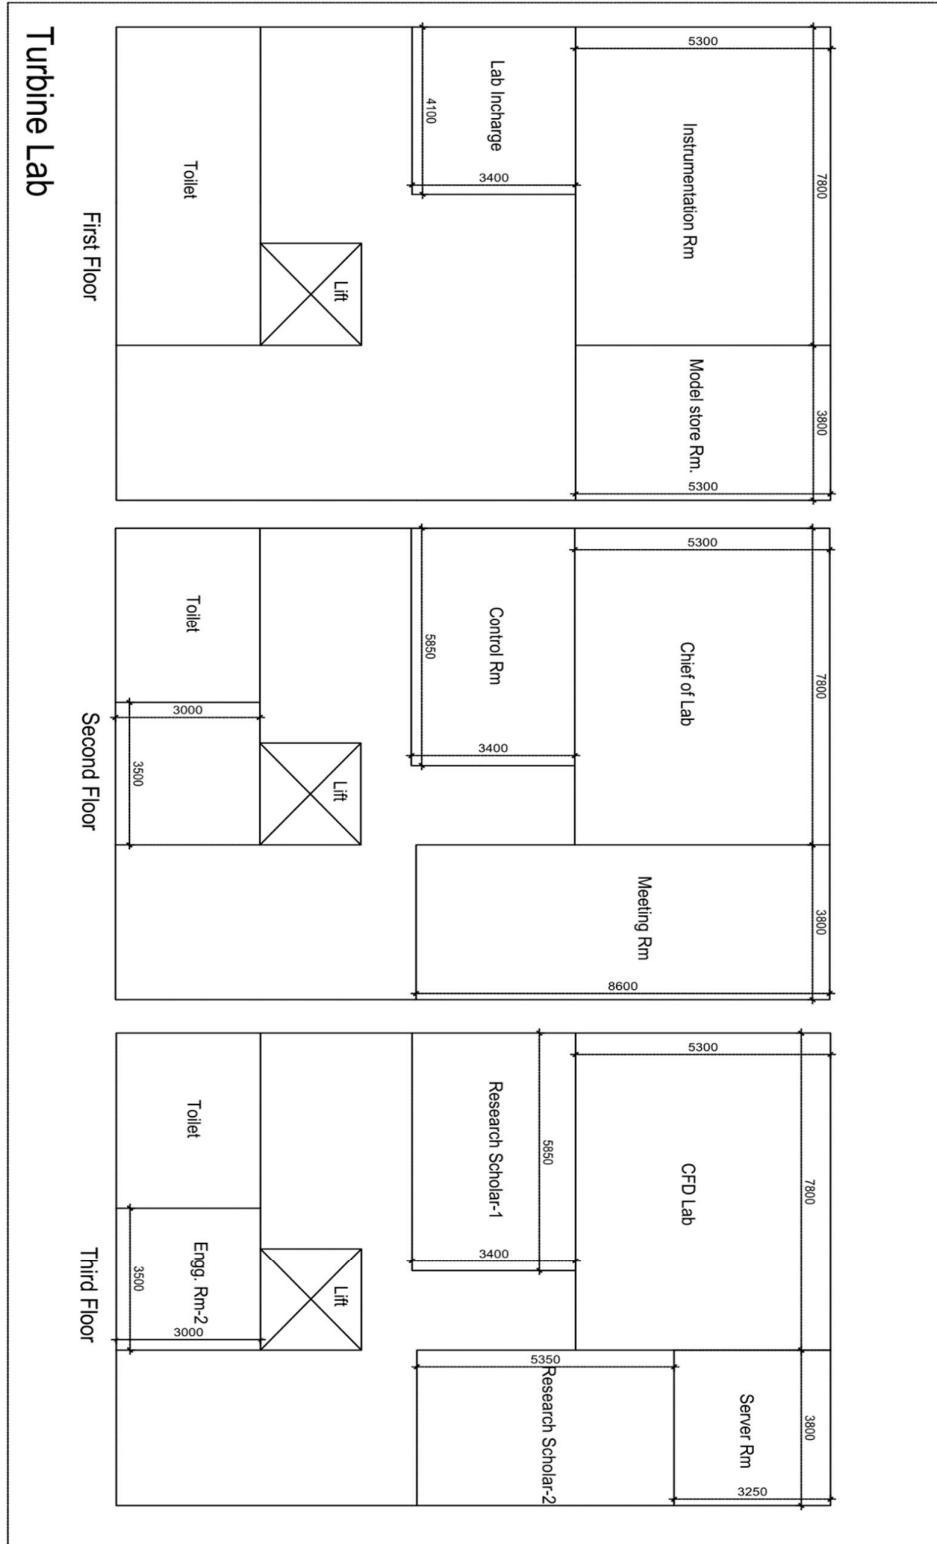 Turbine Lab
First Floor
5300
7800
3800
Instrumentation Rm
Model store Rm.
5300
Lab Incharge
4100
3400
Lift
Toilet
Second Floor
5300
7800
3800
Chief of Lab
Meeting Rm
8600
Control Rm
5850
3400
Lift
Toilet
3000
3500
Third Floor
5300
7800
3800
CFD Lab
Server Rm
3250
Research Scholar-1
5850
3400
5350
Research Scholar-2
Lift
Toilet
Engg. Rm-2
3500
3000